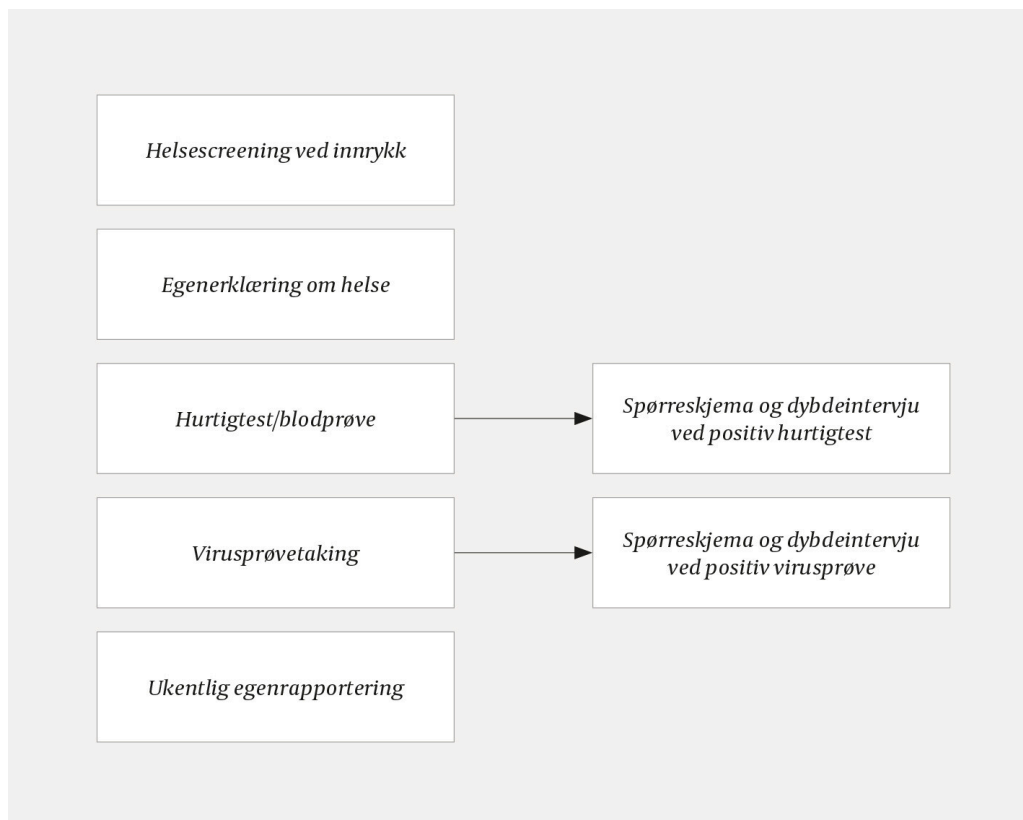 Helsescreening ved innrykk
Egenerklæring om helse
Hurtigtest/blodprøve
Spørreskjema og dybdeintervju
ved positiv hurtigtest
Virusprøvetaking
Spørreskjema og dybdeintervju
ved positiv virusprøve
Ukentlig egenrapportering